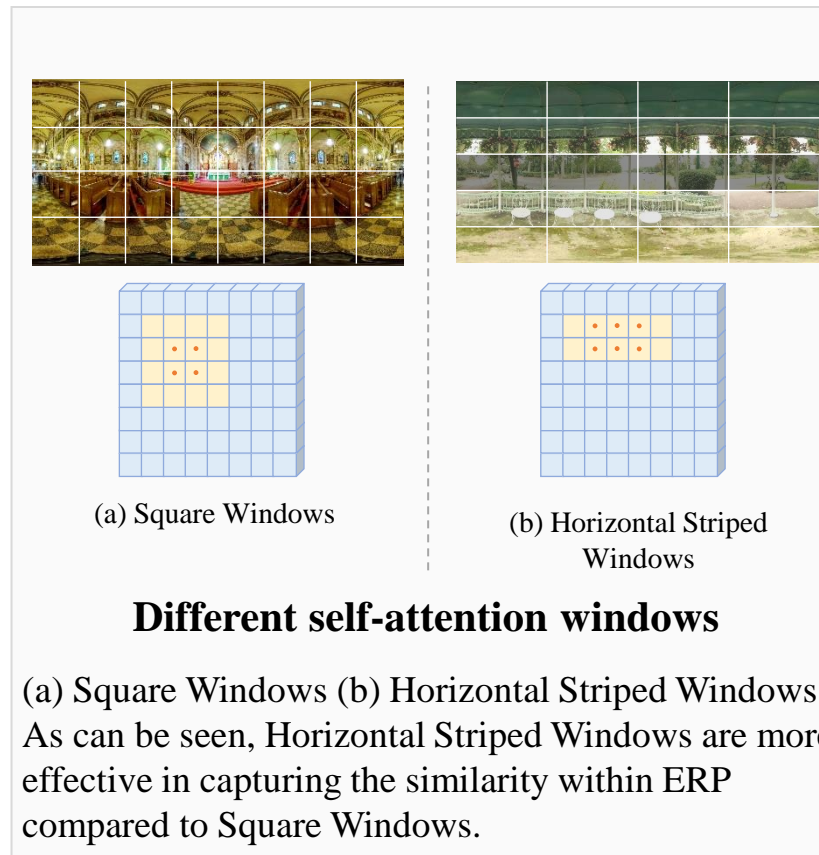 (a) Square Windows
(b) Horizontal Striped
Windows
Different self-attention windows
(a) Square Windows (b) Horizontal Striped Windows
As can be seen, Horizontal Striped Windows are more
effective in capturing the similarity within ERP
compared to Square Windows.